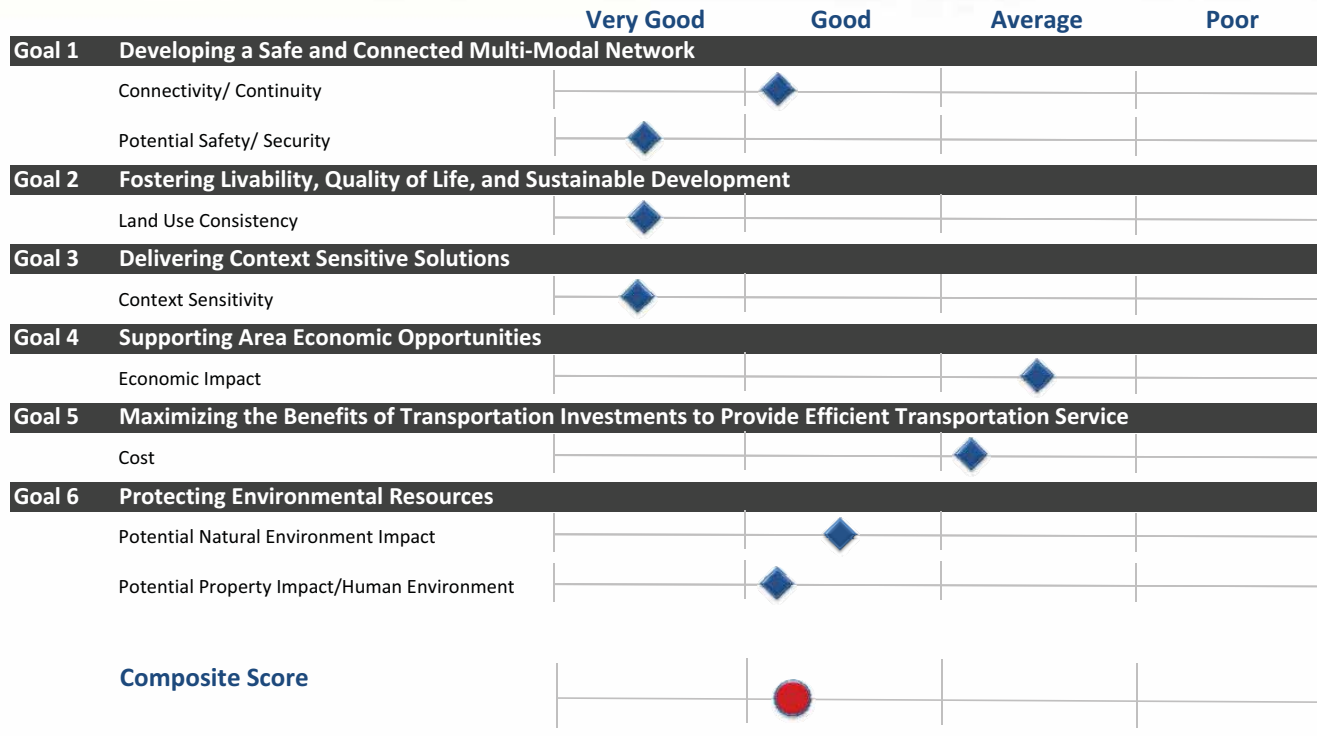 Very Good Good Average Poor
Goal 1 Developing a Safe and Connected Multi-Modal Network
Connectivity/ Continuity
Potential Safety/ Security
Goal 2 Fostering Livability, Quality of Life, and Sustainable Development
Land Use Consistency
Goal 3 Delivering Context Sensitive Solutions
Context Sensitivity
Goal 4 Supporting Area Economic Opportunities
Economic Impact
Goal 5 Maximizing the Benefits of Transportation Investments to Provide Efficient Transportation Service
Cost
Goal 6 Protecting Environmental Resources
Potential Natural Environment Impact
Potential Property Impact/Human Environment
Composite Score